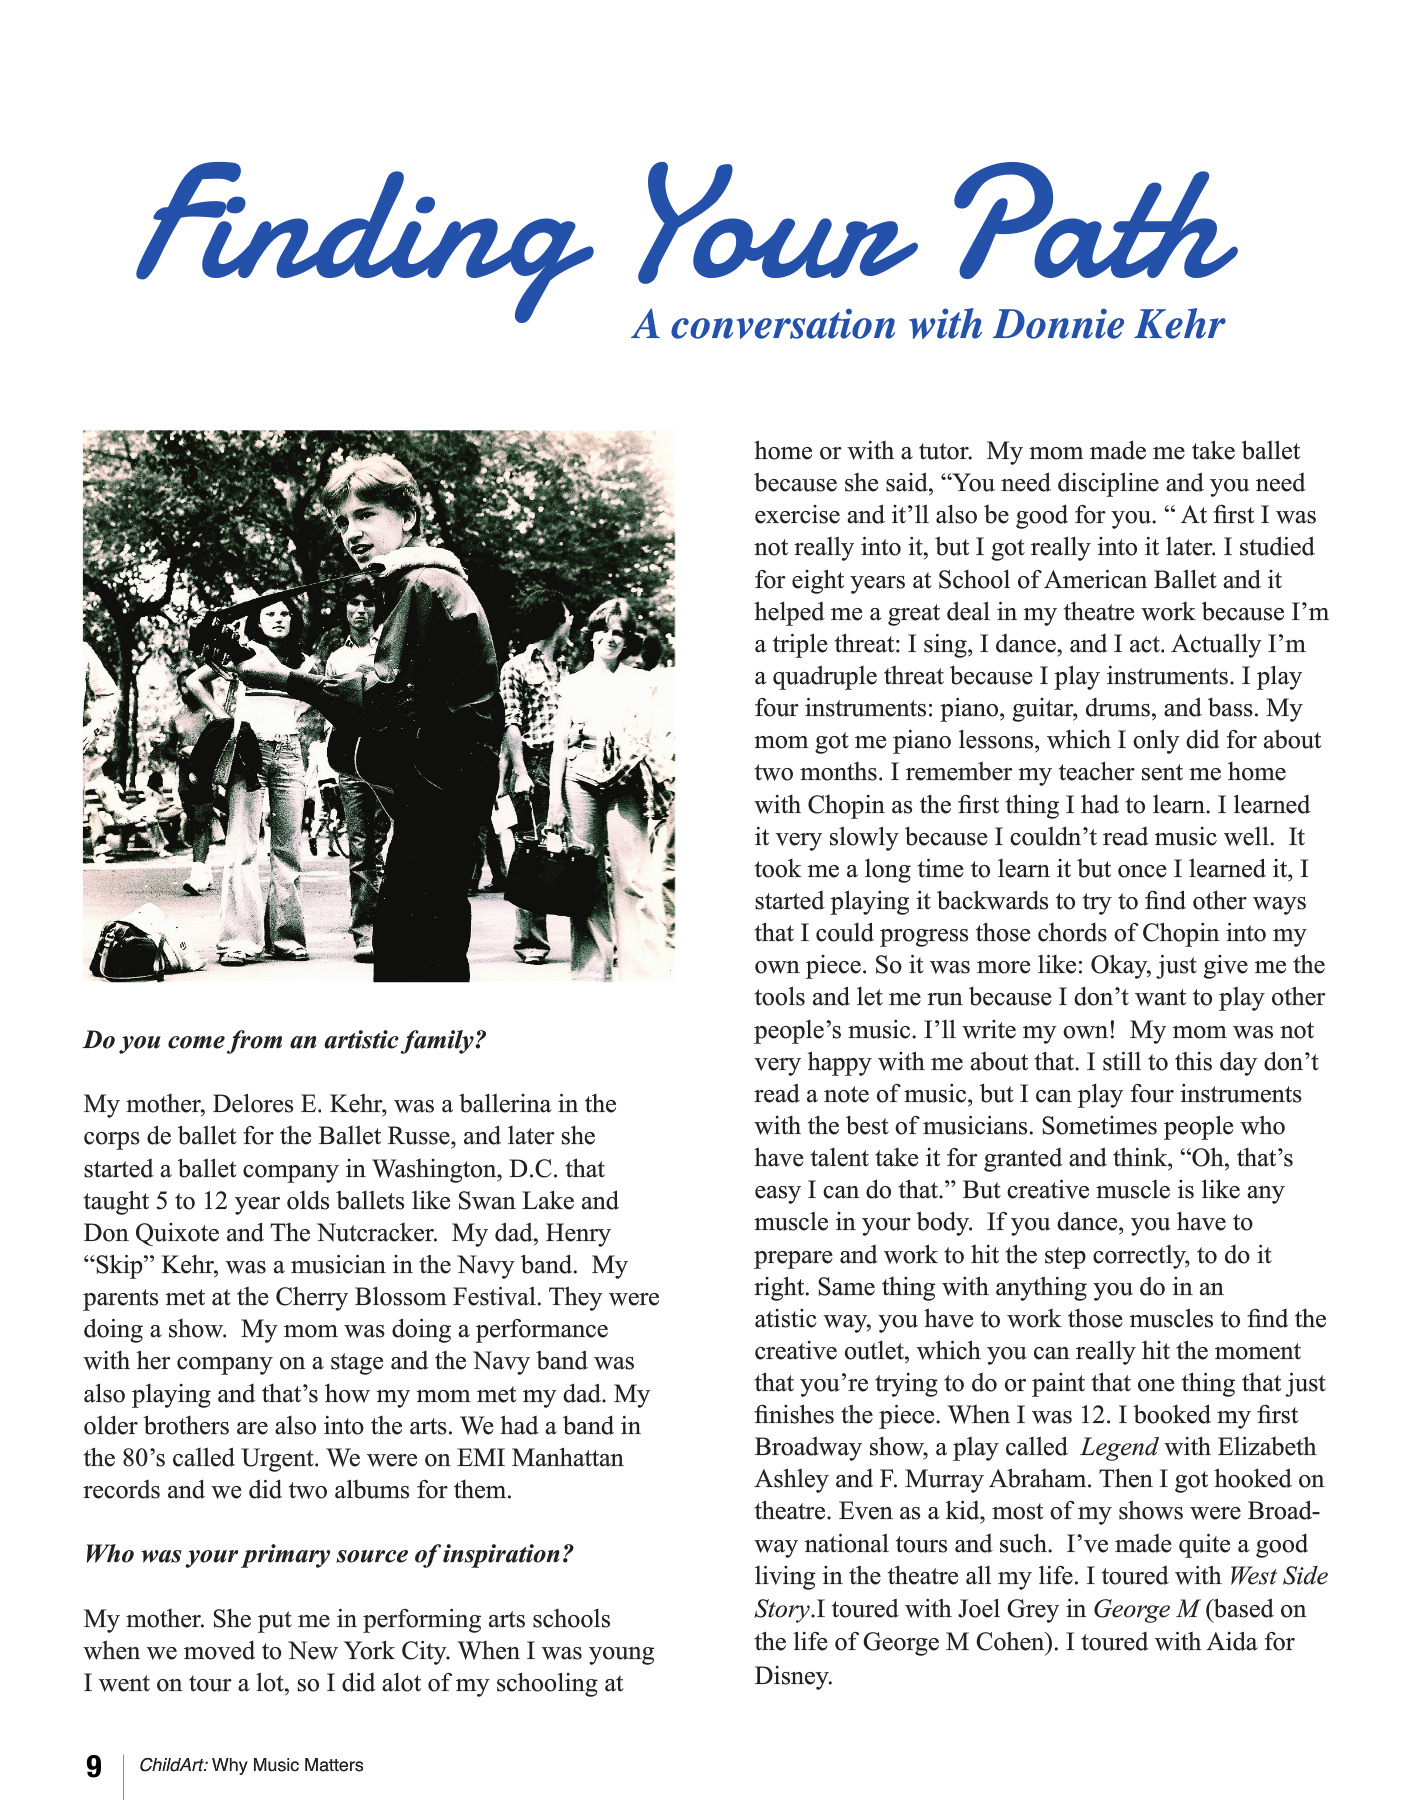 Finding Your Path
A conversation with Donnie Kehr
Do you come from an artistic family?
My mother, Delores E. Kehr, was a ballerina in the
corps de ballet for the Ballet Russe, and later she
started a ballet company in Washington, D.C. that
taught 5 to 12 year olds ballets like Swan Lake and
Don Quixote and The Nutcracker.  My dad, Henry
“Skip” Kehr, was a musician in the Navy band.  My
parents met at the Cherry Blossom Festival. They were
doing a show.  My mom was doing a performance
with her company on a stage and the Navy band was
also playing and that’s how my mom met my dad. My
older brothers are also into the arts. We had a band in
the 80’s called Urgent. We were on EMI Manhattan
records and we did two albums for them.
Who was your primary source of inspiration?
My mother. She put me in performing arts schools
when we moved to New York City. When I was young
I went on tour a lot, so I did alot of my schooling at
home or with a tutor.  My mom made me take ballet
because she said, “You need discipline and you need
exercise and it’ll also be good for you. “ At first I was
not really into it, but I got really into it later. I studied
for eight years at School of American Ballet and it
helped me a great deal in my theatre work because I’m
a triple threat: I sing, I dance, and I act. Actually I’m
a quadruple threat because I play instruments. I play
four instruments: piano, guitar, drums, and bass. My
mom got me piano lessons, which I only did for about
two months. I remember my teacher sent me home
with Chopin as the first thing I had to learn. I learned
it very slowly because I couldn’t read music well.  It
took me a long time to learn it but once I learned it, I
started playing it backwards to try to find other ways
that I could progress those chords of Chopin into my
own piece. So it was more like: Okay, just give me the
tools and let me run because I don’t want to play other
people’s music. I’ll write my own!  My mom was not
very happy with me about that. I still to this day don’t
read a note of music, but I can play four instruments
with the best of musicians. Sometimes people who
have talent take it for granted and think, “Oh, that’s
easy I can do that.” But creative muscle is like any
muscle in your body.  If you dance, you have to
prepare and work to hit the step correctly, to do it
right. Same thing with anything you do in an
atistic way, you have to work those muscles to find the
creative outlet, which you can really hit the moment
that you’re trying to do or paint that one thing that just
finishes the piece. When I was 12. I booked my first
Broadway show, a play called  Legend with Elizabeth
Ashley and F. Murray Abraham. Then I got hooked on
theatre. Even as a kid, most of my shows were Broad-
way national tours and such.  I’ve made quite a good
living in the theatre all my life. I toured with West Side
Story.I toured with Joel Grey in George M (based on
the life of George M Cohen). I toured with Aida for
Disney.
9
ChildArt: Why Music Matters